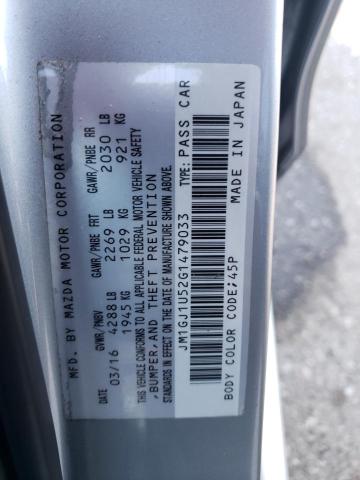 MFD. BY MAZDA MOTOR CORPORATION
GVWR/PNBV GAWR/PNBE FRT GAWR/PNBE RR
DATE 03/16 4288 LB 2269 LB 2030 LB
1945 KG 1029 KG 921 KG
THIS VEHICLE CONFORMS TO ALL APPLICABLE FEDERAL MOTOR VEHICLE SAFETY
,BUMPER, AND THEFT PREVENTION
STANDARDS IN EFFECT ON THE DATE OF MANUFACTURE SHOWN ABOVE.
JM1GJ1U52G1479033 TYPE: PASS CAR
BODY COLOR CODE;45P MADE IN JAPAN